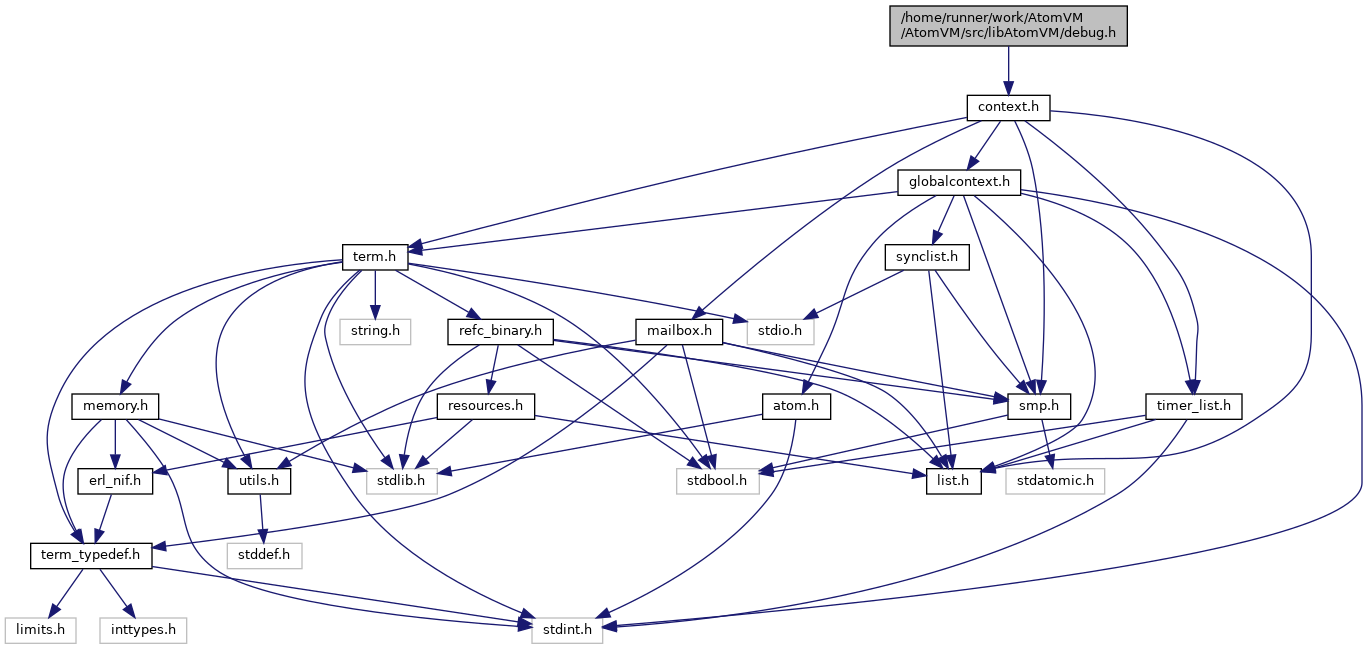 /home/runner/work/AtomVM
/AtomVM/src/libAtomVM/debug.h
context.h
globalcontext.h
term.h
synclist.h
string.h
refc_binary.h
mailbox.h
stdio.h
memory.h
resources.h
atom.h
smp.h
timer_list.h
erl_nif.h
utils.h
stdlib.h
stdbool.h
list.h
stdatomic.h
term_typedef.h
stddef.h
limits.h
inttypes.h
stdint.h